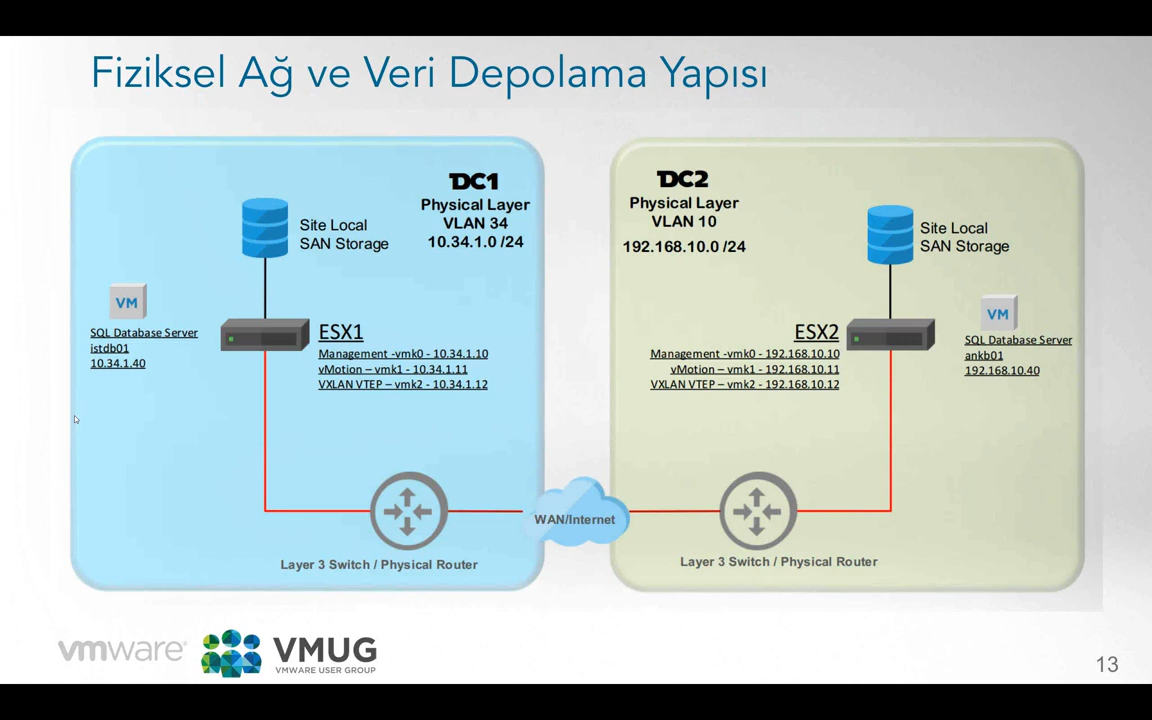 Fiziksel Ağ ve Veri Depolama Yapısı
DC1
Physical Layer
VLAN 34
10.34.1.0 /24
Site Local
SAN Storage
VM
SQL Database Server
istdb01
10.34.1.40
ESX1
Management -vmk0 - 10.34.1.10
vMotion – vmk1 - 10.34.1.11
VXLAN VTEP – vmk2 - 10.34.1.12
Layer 3 Switch / Physical Router
WAN/Internet
DC2
Physical Layer
VLAN 10
192.168.10.0 /24
Site Local
SAN Storage
ESX2
Management -vmk0 - 192.168.10.10
vMotion – vmk1 - 192.168.10.11
VXLAN VTEP – vmk2 - 192.168.10.12
VM
SQL Database Server
ankb01
192.168.10.40
Layer 3 Switch / Physical Router
vmware®
VMUG
VMWARE USER GROUP
13